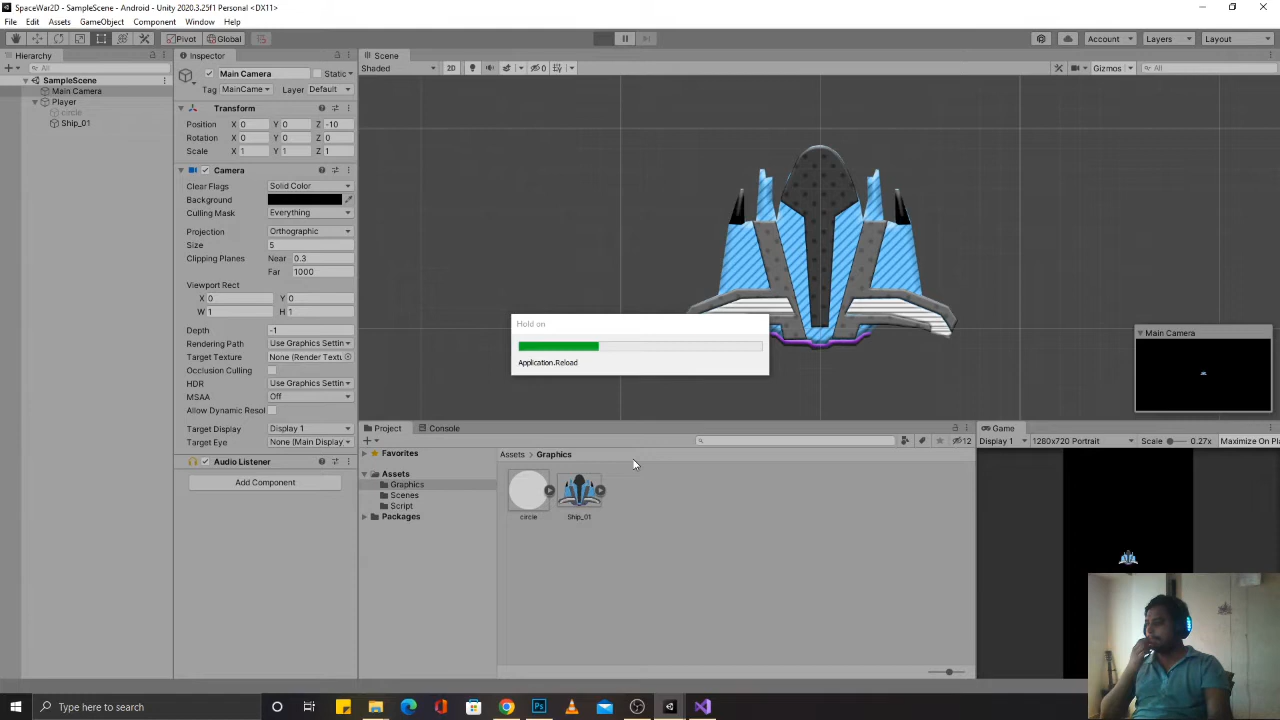 SpaceWar2D - SampleScene - Android - Unity 2020.3.25f1 Personal <DX11>
File Edit Assets GameObject Component Window Help
Pivot Global Account Layers Layout
Hierarchy Inspector Scene
All Main Camera Static Shaded 2D 0 Gizmos All
SampleScene
Tag MainCame Layer Default
Main Camera
Player
circle
Ship_01
Transform
Position X 0 Y 0 Z -10
Rotation X 0 Y 0 Z 0
Scale X 1 Y 1 Z 1
Camera
Clear Flags Solid Color
Background
Culling Mask Everything
Projection Orthographic
Size 5
Clipping Planes Near 0.3
Far 1000
Viewport Rect
X 0 Y 0
W 1 H 1
Depth -1
Rendering Path Use Graphics Settin
Target Texture None (Render Textu
Occlusion Culling
HDR Use Graphics Settin
MSAA Off
Allow Dynamic Resol
Target Display Display 1
Target Eye None (Main Display
Audio Listener
Add Component
Hold on
Application.Reload
Main Camera
Project Console
12
Favorites
Assets
Graphics
Scenes
Script
Packages
Assets > Graphics
circle Ship_01
Game
Display 1 1280x720 Portrait Scale 0.27x Maximize On Pl
Type here to search